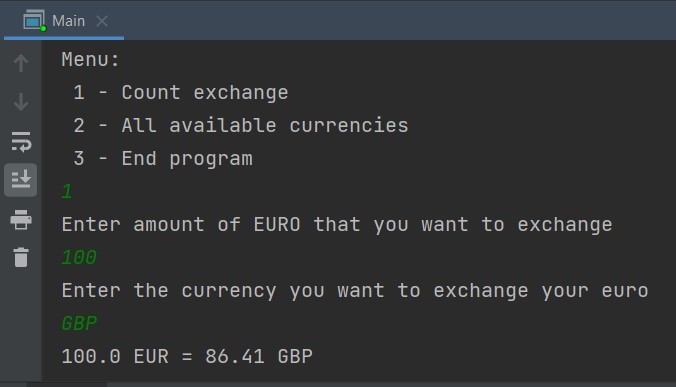 Main
Menu:
1 - Count exchange
2 - All available currencies
3 - End program
1
Enter amount of EURO that you want to exchange
100
Enter the currency you want to exchange your euro
GBP
100.0 EUR = 86.41 GBP